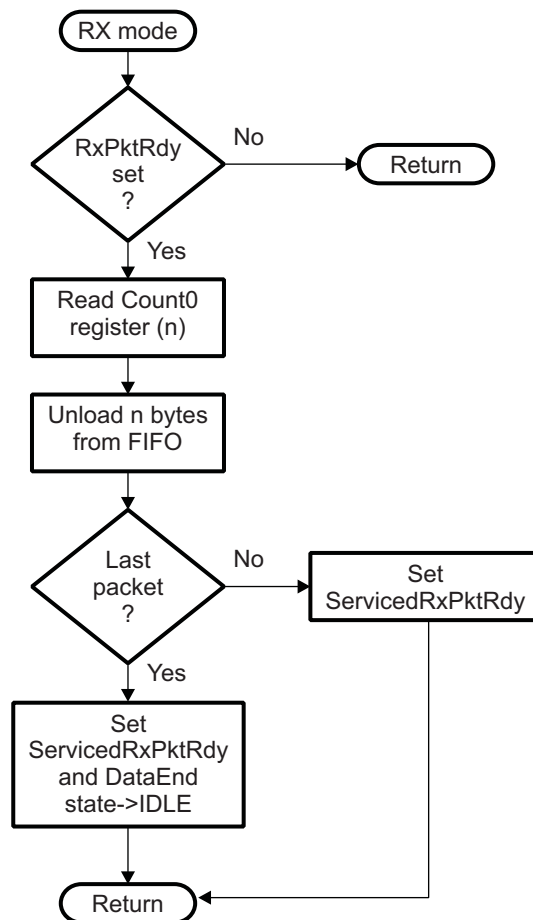 RX mode
RxPktRdy
set
?
No
Return
Yes
Read Count0
register (n)
Unload n bytes
from FIFO
Last
packet
?
No
Set
ServicedRxPktRdy
Yes
Set
ServicedRxPktRdy
and DataEnd
state->IDLE
Return